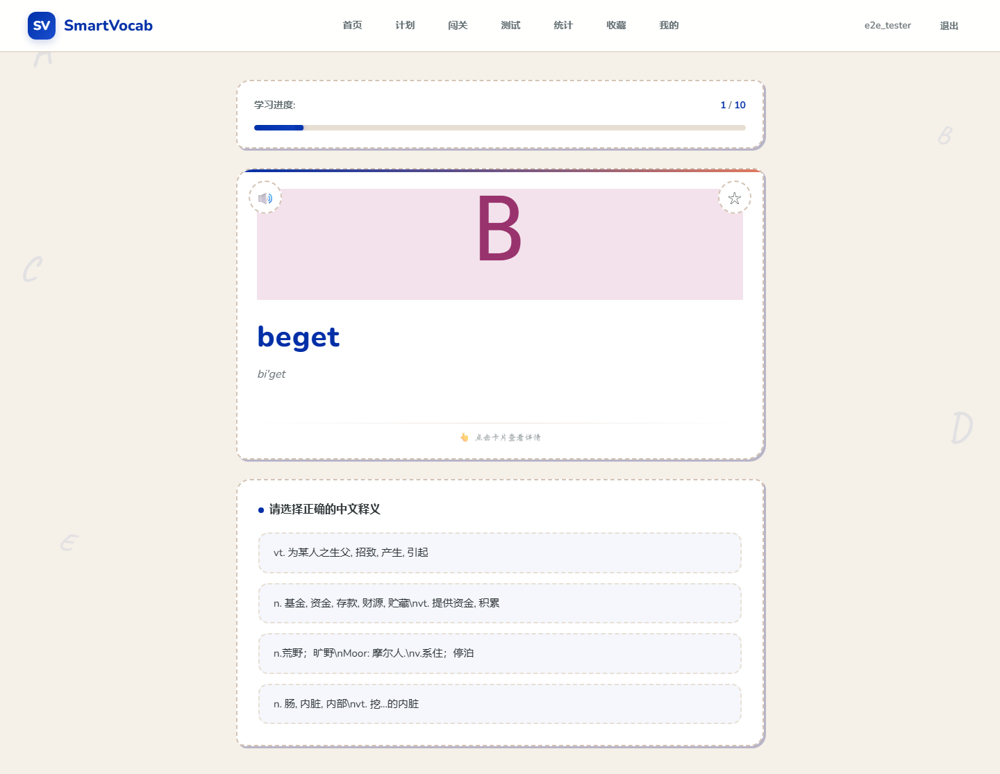 SV SmartVocab 首页 计划 闯关 测试 统计 收藏 我的 e2e_tester 退出
A
学习进度: 1 / 10
B
B
C
beget
bi'get
D
点击卡片查看详情
请选择正确的中文释义
E
vt. 为某人之生父, 招致, 产生, 引起
n. 基金, 资金, 存款, 财源, 贮藏\nvt. 提供资金, 积累
n.荒野；旷野\nMoor: 摩尔人.\nv.系住；停泊
n. 肠, 内脏, 内部\nvt. 挖...的内脏